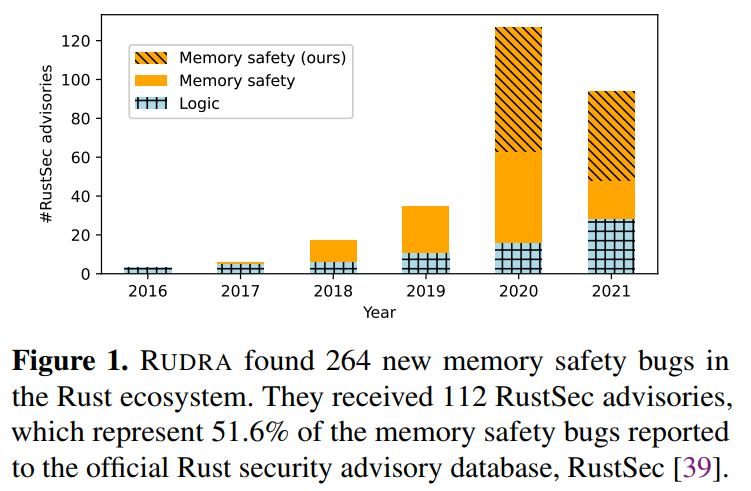 120
100
80
60
40
20
0
#RustSec advisories
Memory safety (ours)
Memory safety
Logic
2016 2017 2018 2019 2020 2021
Year
Figure 1. RUDRA found 264 new memory safety bugs in
the Rust ecosystem. They received 112 RustSec advisories,
which represent 51.6% of the memory safety bugs reported
to the official Rust security advisory database, RustSec [39].